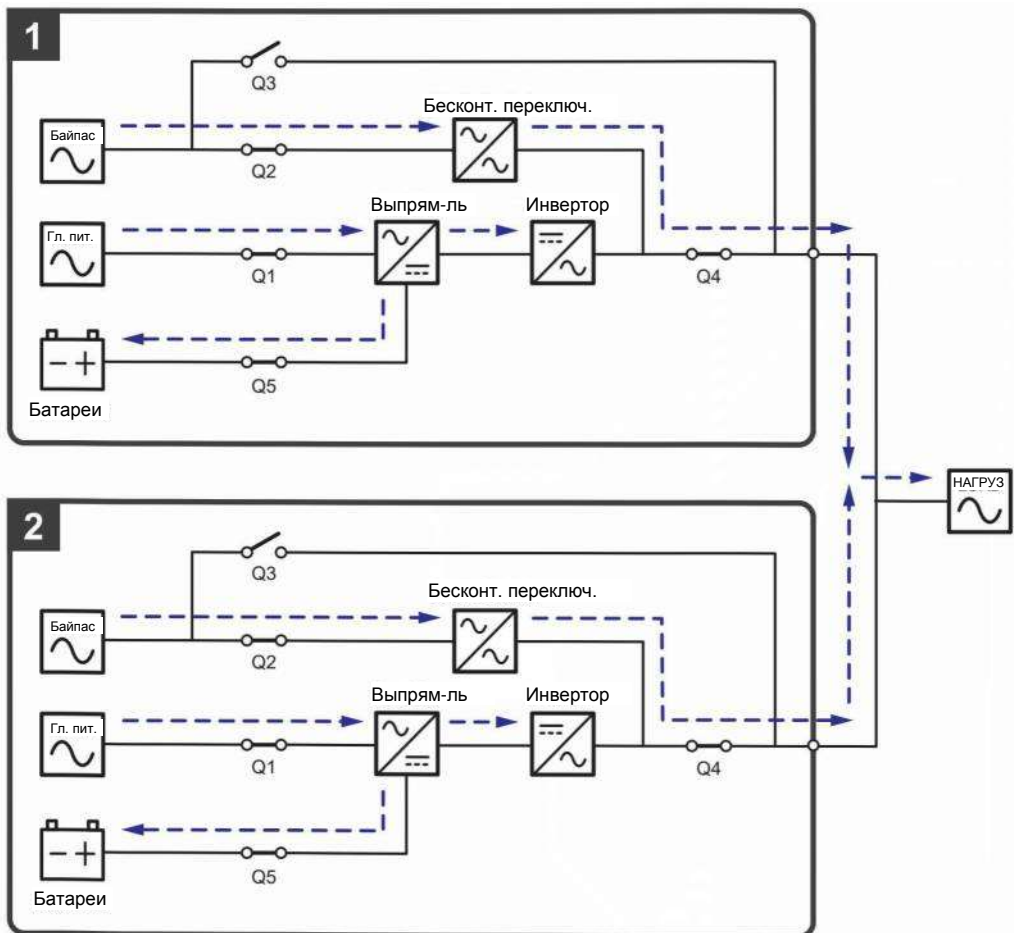 1
Q3
Бесконт. переключ.
Байпас
Q2
Выпрям-ль
Инвертор
Гл. пит.
Q1
Q4
Q5
Батареи
НАГРУЗ
2
Q3
Бесконт. переключ.
Байпас
Q2
Выпрям-ль
Инвертор
Гл. пит.
Q1
Q4
Q5
Батареи